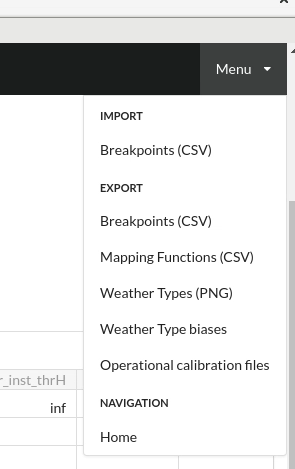 Menu
IMPORT
Breakpoints (CSV)
EXPORT
Breakpoints (CSV)
Mapping Functions (CSV)
Weather Types (PNG)
Weather Type biases
Operational calibration files
r_inst_thrH
NAVIGATION
inf
Home